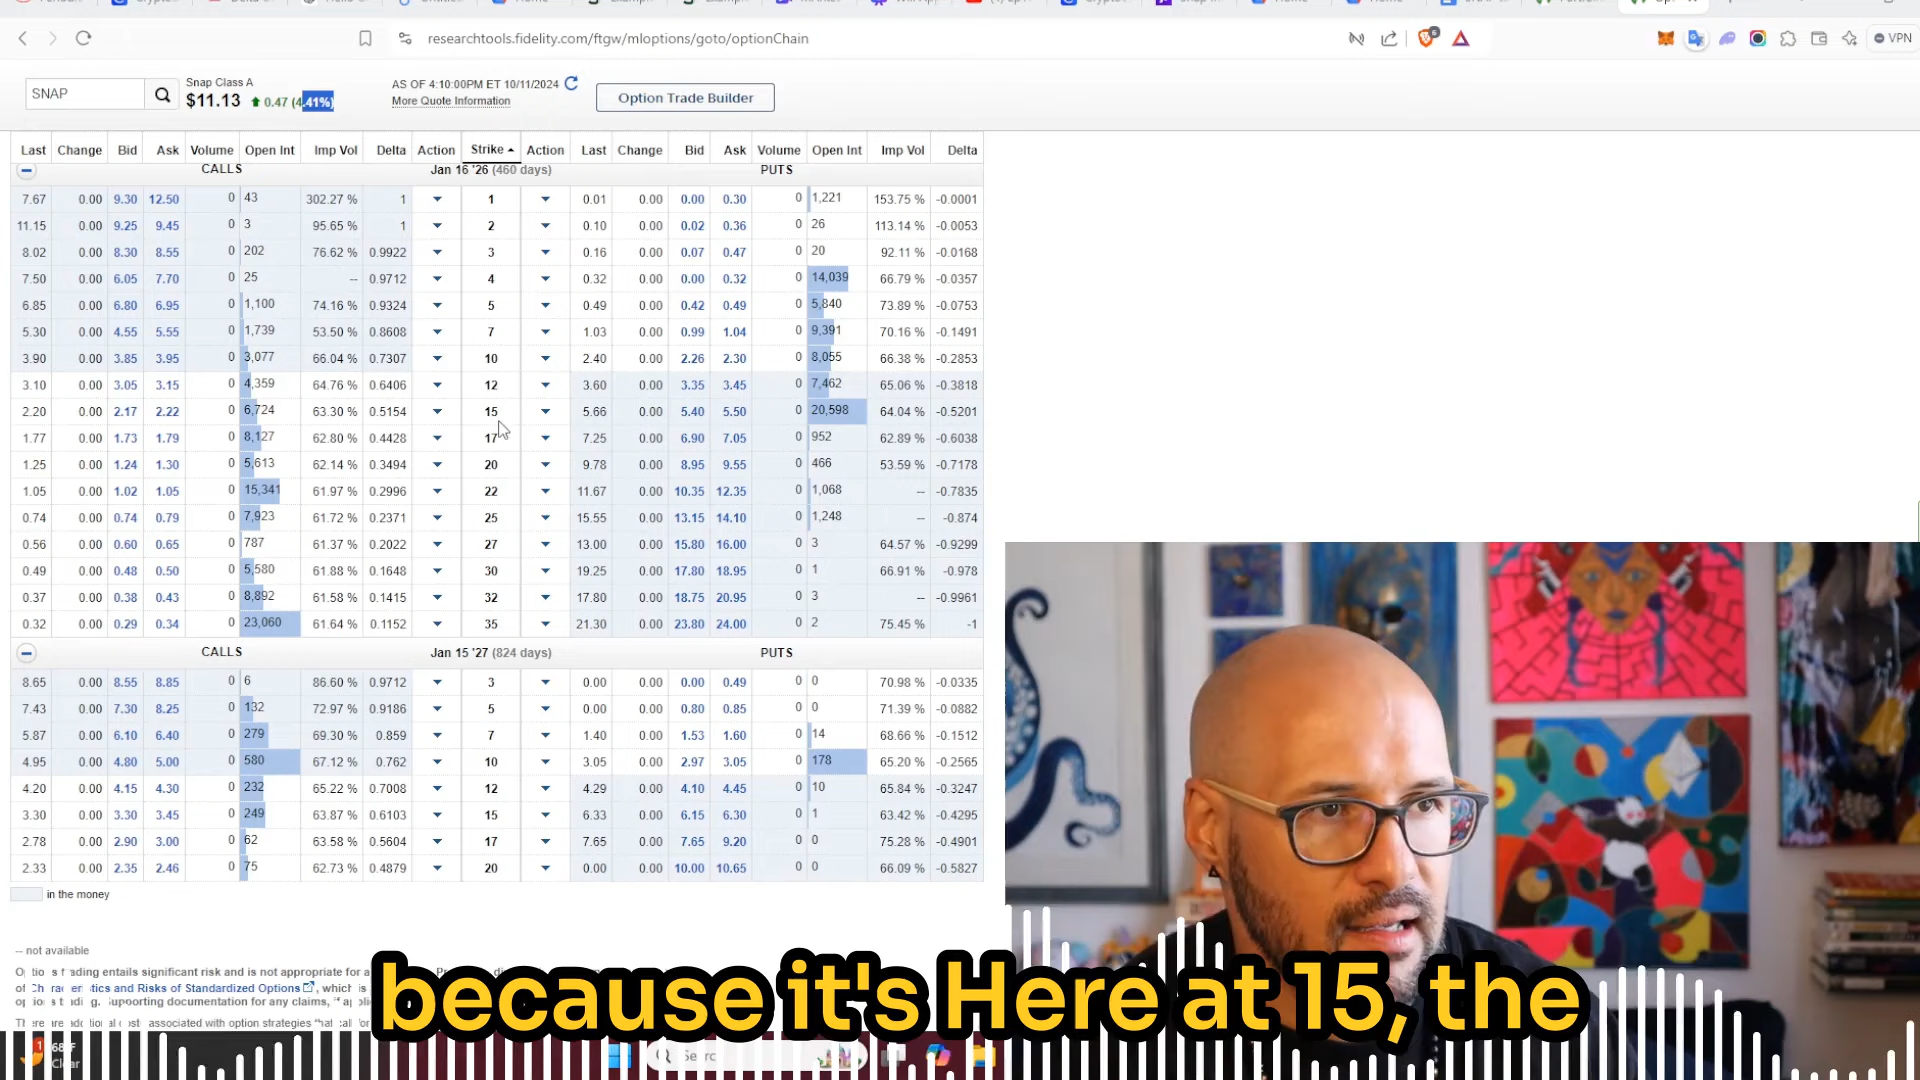 researchtools.fidelity.com/ftgw/mloptions/goto/optionChain
6
VPN
SNAP
Snap Class A
$11.13 0.47 (4.41%)
AS OF 4:10:00PM ET 10/11/2024
More Quote Information
Option Trade Builder
Last Change Bid Ask Volume Open Int Imp Vol Delta Action Strike Action Last Change Bid Ask Volume Open Int Imp Vol Delta
CALLS Jan 16 '26 (460 days) PUTS
7.67 0.00 9.30 12.50 0 43 302.27 % 1 1 0.01 0.00 0.00 0.30 0 1,221 153.75 % -0.0001
11.15 0.00 9.25 9.45 0 3 95.65 % 1 2 0.10 0.00 0.02 0.36 0 26 113.14 % -0.0053
8.02 0.00 8.30 8.55 0 202 76.62 % 0.9922 3 0.16 0.00 0.07 0.47 0 20 92.11 % -0.0168
7.50 0.00 6.05 7.70 0 25 -- 0.9712 4 0.32 0.00 0.00 0.32 0 14,039 66.79 % -0.0357
6.85 0.00 6.80 6.95 0 1,100 74.16 % 0.9324 5 0.49 0.00 0.42 0.49 0 5,840 73.89 % -0.0753
5.30 0.00 4.55 5.55 0 1,739 53.50 % 0.8608 7 1.03 0.00 0.99 1.04 0 9,391 70.16 % -0.1491
3.90 0.00 3.85 3.95 0 3,077 66.04 % 0.7307 10 2.40 0.00 2.26 2.30 0 8,055 66.38 % -0.2853
3.10 0.00 3.05 3.15 0 4,359 64.76 % 0.6406 12 3.60 0.00 3.35 3.45 0 7,462 65.06 % -0.3818
2.20 0.00 2.17 2.22 0 6,724 63.30 % 0.5154 15 5.66 0.00 5.40 5.50 0 20,598 64.04 % -0.5201
1.77 0.00 1.73 1.79 0 8,127 62.80 % 0.4428 17 7.25 0.00 6.90 7.05 0 952 62.89 % -0.6038
1.25 0.00 1.24 1.30 0 5,613 62.14 % 0.3494 20 9.78 0.00 8.95 9.55 0 466 53.59 % -0.7178
1.05 0.00 1.02 1.05 0 15,341 61.97 % 0.2996 22 11.67 0.00 10.35 12.35 0 1,068 -- -0.7835
0.74 0.00 0.74 0.79 0 7,923 61.72 % 0.2371 25 15.55 0.00 13.15 14.10 0 1,248 -- -0.874
0.56 0.00 0.60 0.65 0 787 61.37 % 0.2022 27 13.00 0.00 15.80 16.00 0 3 64.57 % -0.9299
0.49 0.00 0.48 0.50 0 5,580 61.88 % 0.1648 30 19.25 0.00 17.80 18.95 0 1 66.91 % -0.978
0.37 0.00 0.38 0.43 0 8,892 61.58 % 0.1415 32 17.80 0.00 18.75 20.95 0 3 -- -0.9961
0.32 0.00 0.29 0.34 0 23,060 61.64 % 0.1152 35 21.30 0.00 23.80 24.00 0 2 75.45 % -1
CALLS Jan 15 '27 (824 days) PUTS
8.65 0.00 8.55 8.85 0 6 86.60 % 0.9712 3 0.00 0.00 0.00 0.49 0 0 70.98 % -0.0335
7.43 0.00 7.30 8.25 0 132 72.97 % 0.9186 5 0.00 0.00 0.80 0.85 0 0 71.39 % -0.0882
5.87 0.00 6.10 6.40 0 279 69.30 % 0.859 7 1.40 0.00 1.53 1.60 0 14 68.66 % -0.1512
4.95 0.00 4.80 5.00 0 580 67.12 % 0.762 10 3.05 0.00 2.97 3.05 0 178 65.20 % -0.2565
4.20 0.00 4.15 4.30 0 232 65.22 % 0.7008 12 4.29 0.00 4.10 4.45 0 10 65.84 % -0.3247
3.30 0.00 3.30 3.45 0 249 63.87 % 0.6103 15 6.33 0.00 6.15 6.30 0 1 63.42 % -0.4295
2.78 0.00 2.90 3.00 0 62 63.58 % 0.5604 17 7.65 0.00 7.65 9.20 0 0 75.28 % -0.4901
2.33 0.00 2.35 2.46 0 75 62.73 % 0.4879 20 0.00 0.00 10.00 10.65 0 0 66.09 % -0.5827
in the money
-- not available
trading entails significant risk and is not appropriate for
of Characteristics and Risks of Standardized Options, which is
Supporting documentation for any claims, if
associated with option strategies that call for
because it's Here at 15, the
Clear